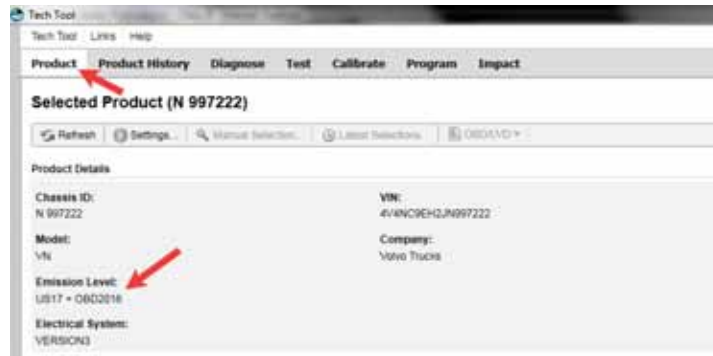 Tech Tool
Tech Tool Links Help
Product Product History Diagnose Test Calibrate Program Impact
Selected Product (N 997222)
Refresh Settings... Manual Selection... Latest Selections OBD/LVD
Product Details
Chassis ID: VIN:
N 997222 4V4NC9EH2JN997222
Model: Company:
VN Volvo Trucks
Emission Level:
US17 + OBD2016
Electrical System:
VERSION3